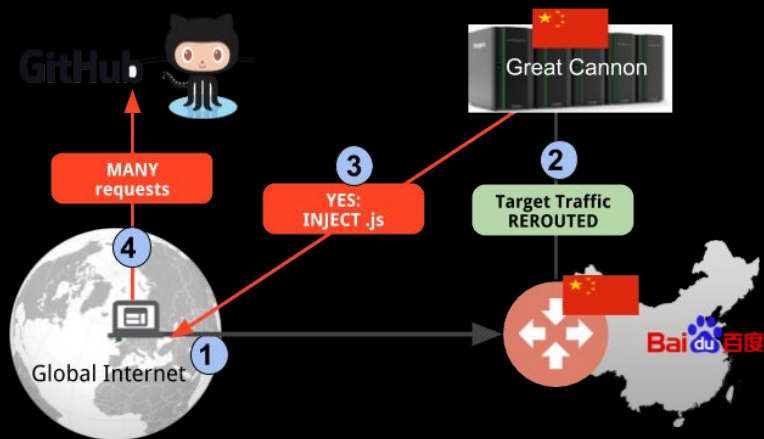 GitHub
Great Cannon
MANY
requests
3
YES:
INJECT .js
2
Target Traffic
REROUTED
4
1
Global Internet
Bai du 百度